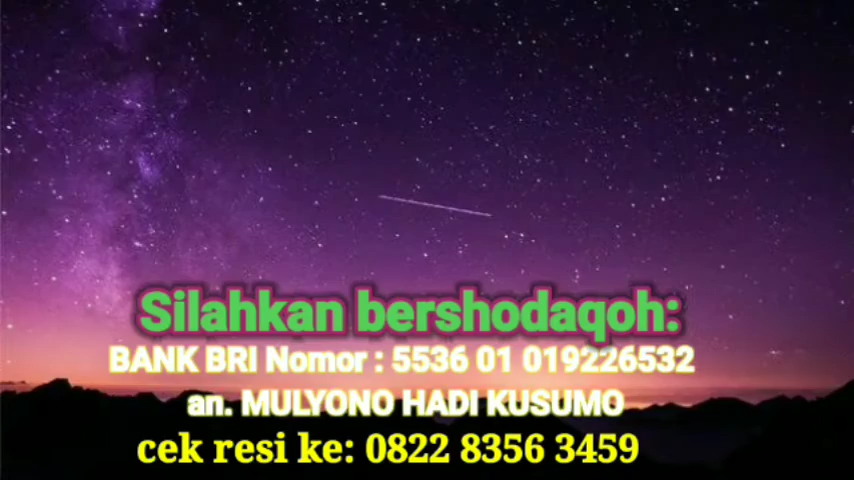 Silahkan bershodaqoh:
BANK BRI Nomor : 5536 01 019226532
an. MULYONO HADI KUSUMO
cek resi ke: 0822 8356 3459